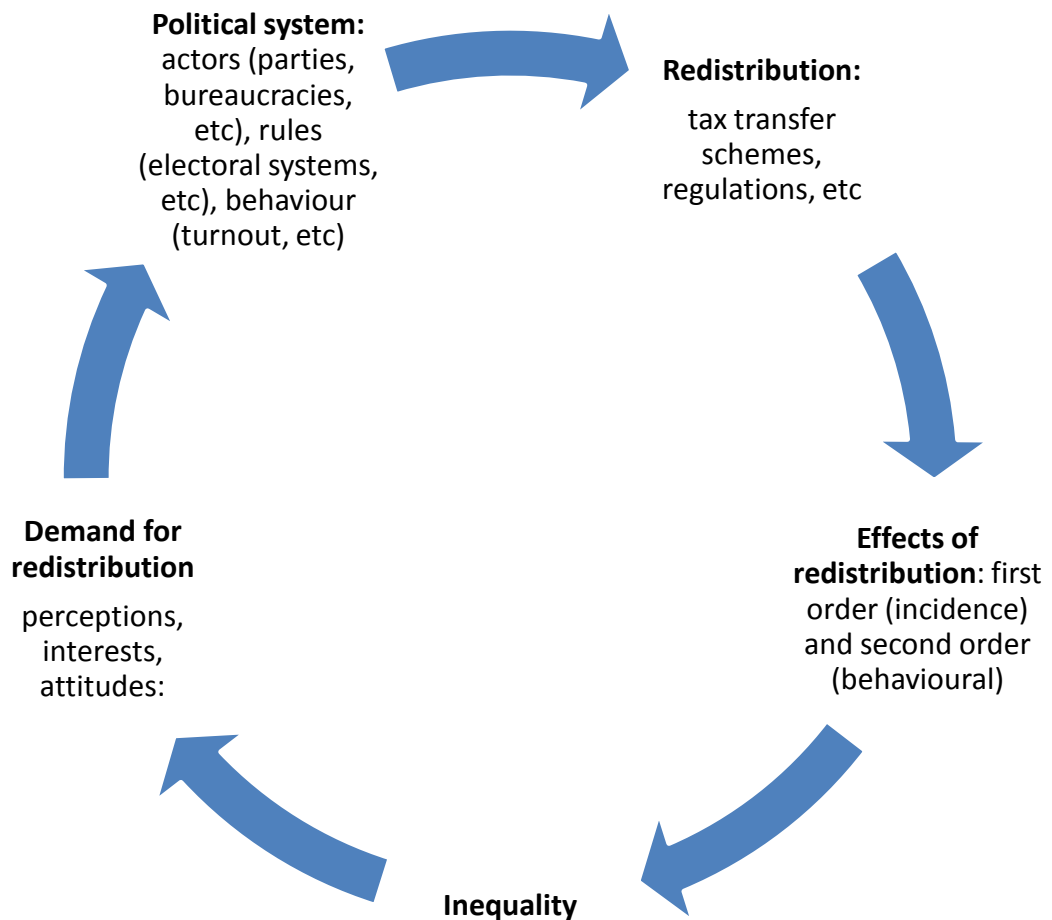 Political system:
actors (parties,
bureaucracies,
etc), rules
(electoral systems,
etc), behaviour
(turnout, etc)
Redistribution:
tax transfer
schemes,
regulations, etc
Effects of
redistribution: first
order (incidence)
and second order
(behavioural)
Inequality
Demand for
redistribution
perceptions,
interests,
attitudes: